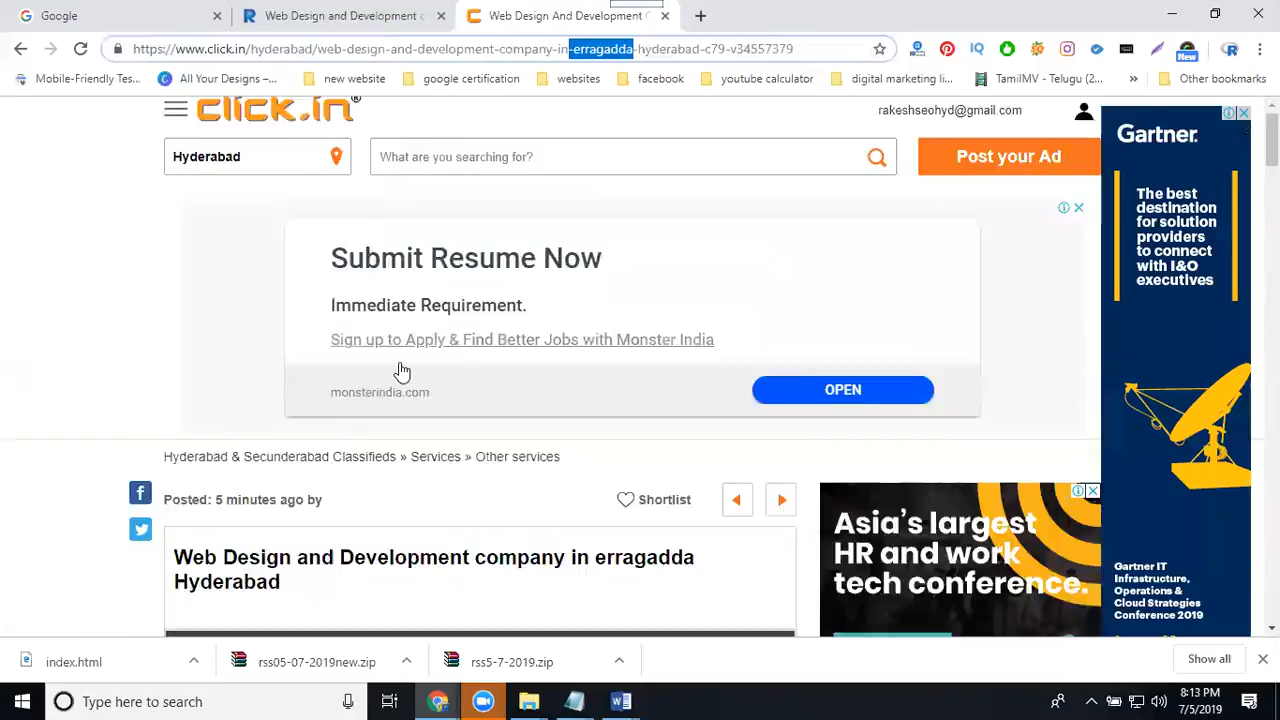 Google
Web Design and Development c
Web Design And Development C
https://www.click.in/hyderabad/web-design-and-development-company-in-erragadda-hyderabad-c79-v34557379
New
Mobile-Friendly Tes...
All Your Designs –...
new website
google certification
websites
facebook
youtube calculator
digital marketing li...
TamilMV - Telugu (2...
»
Other bookmarks
click.in®
rakeshseohyd@gmail.com
Hyderabad
What are you searching for?
Post your Ad
Submit Resume Now
Immediate Requirement.
Sign up to Apply & Find Better Jobs with Monster India
monsterindia.com
OPEN
Gartner.
The best
destination
for solution
providers
to connect
with I&O
executives
Gartner IT
Infrastructure,
Operations &
Cloud Strategies
Conference 2019
Hyderabad & Secunderabad Classifieds » Services » Other services
Posted: 5 minutes ago by
Shortlist
Web Design and Development company in erragadda
Hyderabad
Asia's largest
HR and work
tech conference.
index.html
rss05-07-2019new.zip
rss5-7-2019.zip
Show all
Type here to search
8:13 PM
7/5/2019